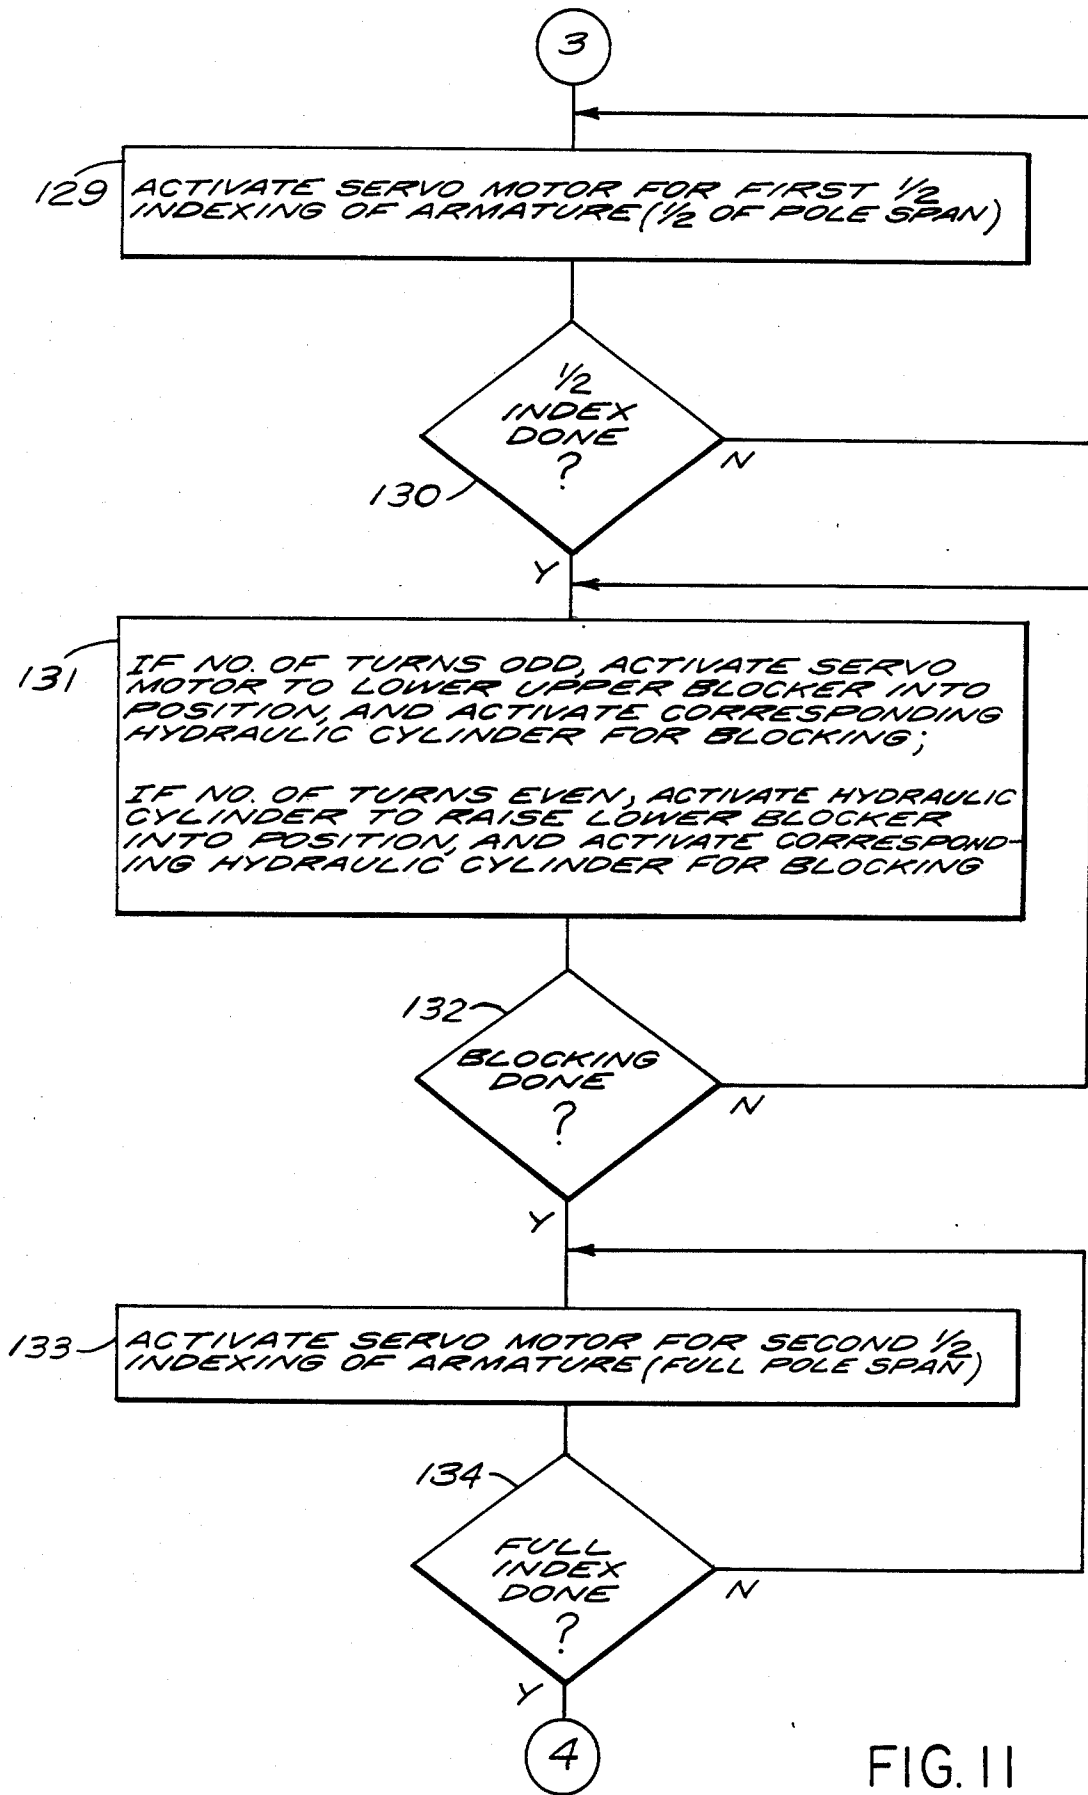 3
129
ACTIVATE SERVO MOTOR FOR FIRST 1/2
INDEXING OF ARMATURE (1/2 OF POLE SPAN)
1/2
INDEX
DONE
?
130
N
Y
131
IF NO. OF TURNS ODD, ACTIVATE SERVO
MOTOR TO LOWER UPPER BLOCKER INTO
POSITION, AND ACTIVATE CORRESPONDING
HYDRAULIC CYLINDER FOR BLOCKING;
IF NO. OF TURNS EVEN, ACTIVATE HYDRAULIC
CYLINDER TO RAISE LOWER BLOCKER
INTO POSITION, AND ACTIVATE CORRESPOND-
ING HYDRAULIC CYLINDER FOR BLOCKING
132
BLOCKING
DONE
?
N
Y
133
ACTIVATE SERVO MOTOR FOR SECOND 1/2
INDEXING OF ARMATURE (FULL POLE SPAN)
134
FULL
INDEX
DONE
?
N
Y
4
FIG. 11